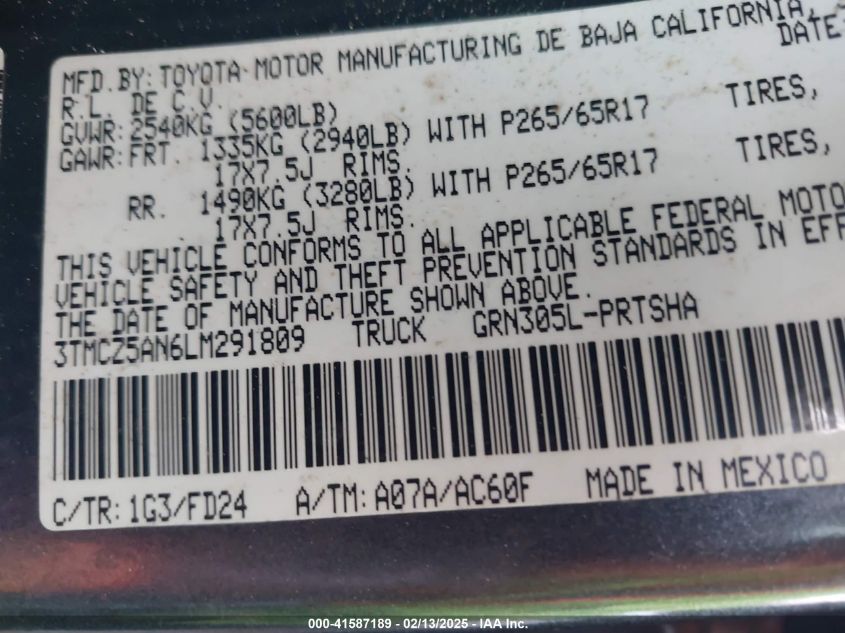 MFD. BY: TOYOTA MOTOR MANUFACTURING DE BAJA CALIFORNIA,
R.L. DE C.V. DATE
GVWR: 2540KG (5600LB)
GAWR: FRT. 1335KG (2940LB) WITH P265/65R17 TIRES,
17X7.5J RIMS.
RR. 1490KG (3280LB) WITH P265/65R17 TIRES,
17X7.5J RIMS.
THIS VEHICLE CONFORMS TO ALL APPLICABLE FEDERAL MOTO
VEHICLE SAFETY AND THEFT PREVENTION STANDARDS IN EFF
THE DATE OF MANUFACTURE SHOWN ABOVE.
3TMCZ5AN6LM291809 TRUCK GRN305L-PRTSHA
C/TR: 1G3/FD24 A/TM: A07A/AC60F MADE IN MEXICO
000-41587189 - 02/13/2025 - IAA Inc.